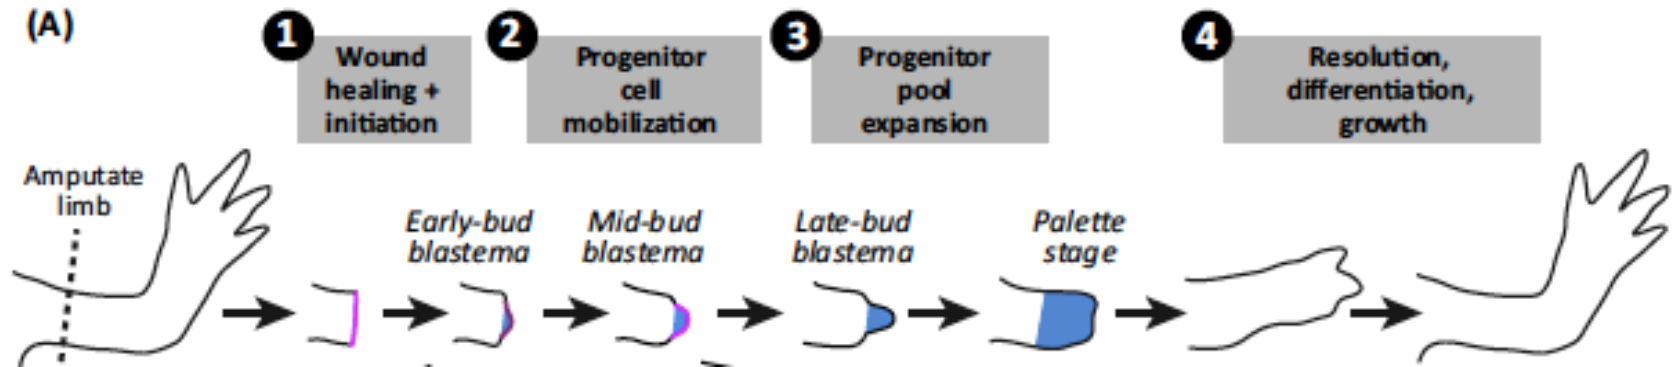 (A)
1
Wound
healing +
initiation
2
Progenitor
cell
mobilization
3
Progenitor
pool
expansion
4
Resolution,
differentiation,
growth
Amputate
limb
Early-bud
blastema
Mid-bud
blastema
Late-bud
blastema
Palette
stage